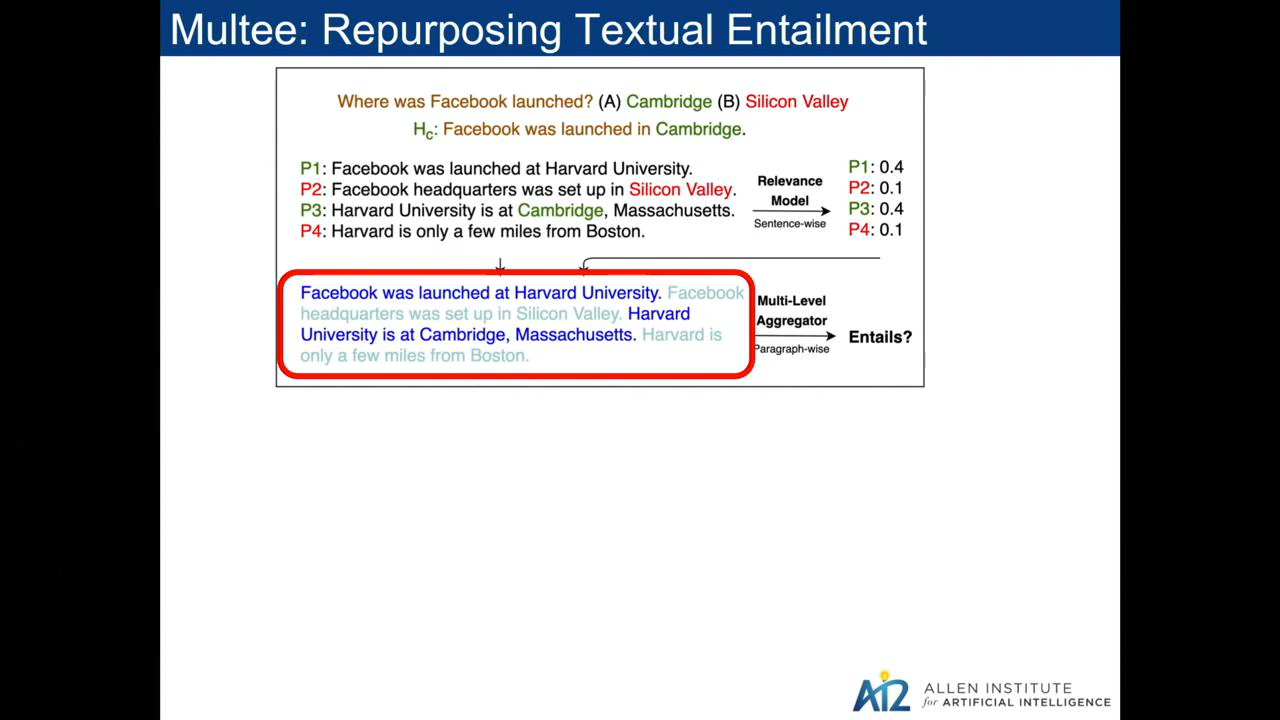 Multee: Repurposing Textual Entailment
Where was Facebook launched? (A) Cambridge (B) Silicon Valley
Hc: Facebook was launched in Cambridge.
P1: Facebook was launched at Harvard University.
P2: Facebook headquarters was set up in Silicon Valley.
P3: Harvard University is at Cambridge, Massachusetts.
P4: Harvard is only a few miles from Boston.
Relevance
Model
Sentence-wise
P1: 0.4
P2: 0.1
P3: 0.4
P4: 0.1
Facebook was launched at Harvard University. Facebook
headquarters was set up in Silicon Valley. Harvard
University is at Cambridge, Massachusetts. Harvard is
only a few miles from Boston.
Multi-Level
Aggregator
Paragraph-wise
Entails?
AI2
ALLEN INSTITUTE
for ARTIFICIAL INTELLIGENCE